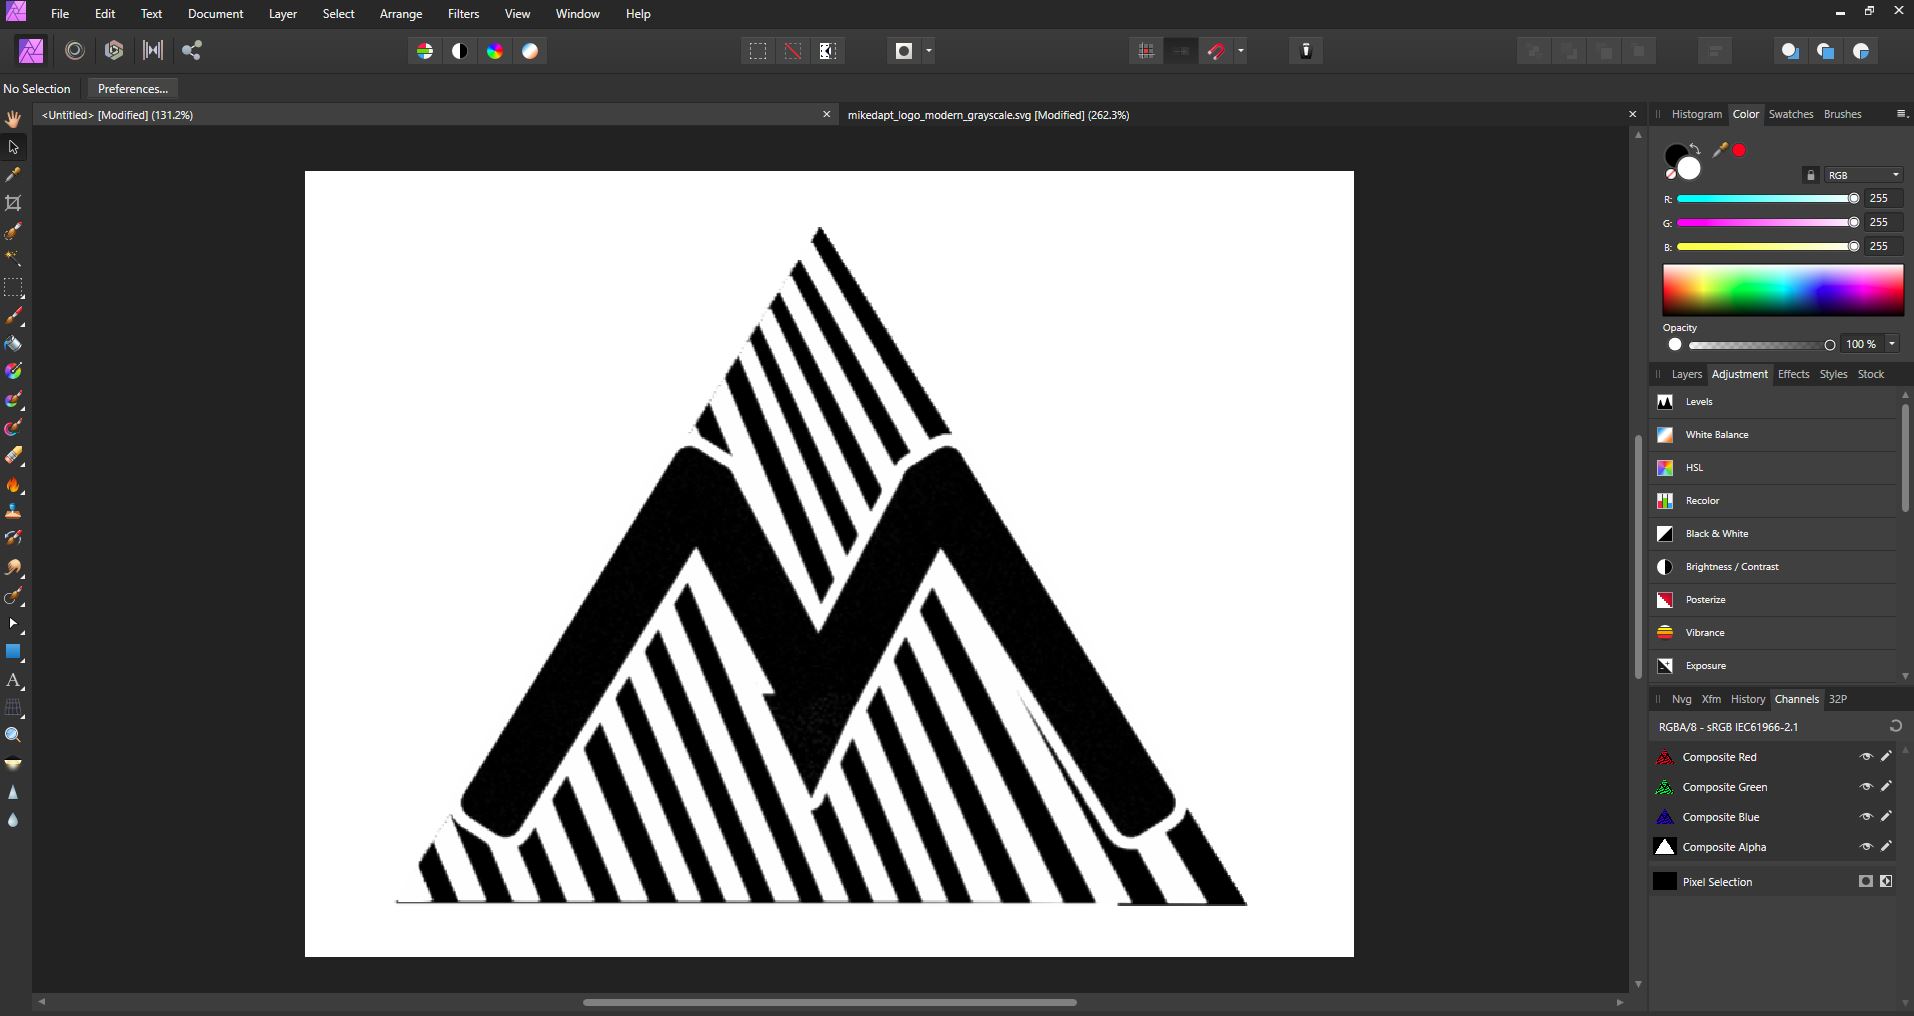 File Edit Text Document Layer Select Arrange Filters View Window Help
No Selection Preferences...
<Untitled> [Modified] (131.2%)
mikedapt_logo_modern_grayscale.svg [Modified] (262.3%)
Histogram Color Swatches Brushes
RGB
R: 255
G: 255
B: 255
Opacity
100 %
Layers Adjustment Effects Styles Stock
Levels
White Balance
HSL
Recolor
Black & White
Brightness / Contrast
Posterize
Vibrance
Exposure
Nvg Xfm History Channels 32P
RGBA/8 - sRGB IEC61966-2.1
Composite Red
Composite Green
Composite Blue
Composite Alpha
Pixel Selection